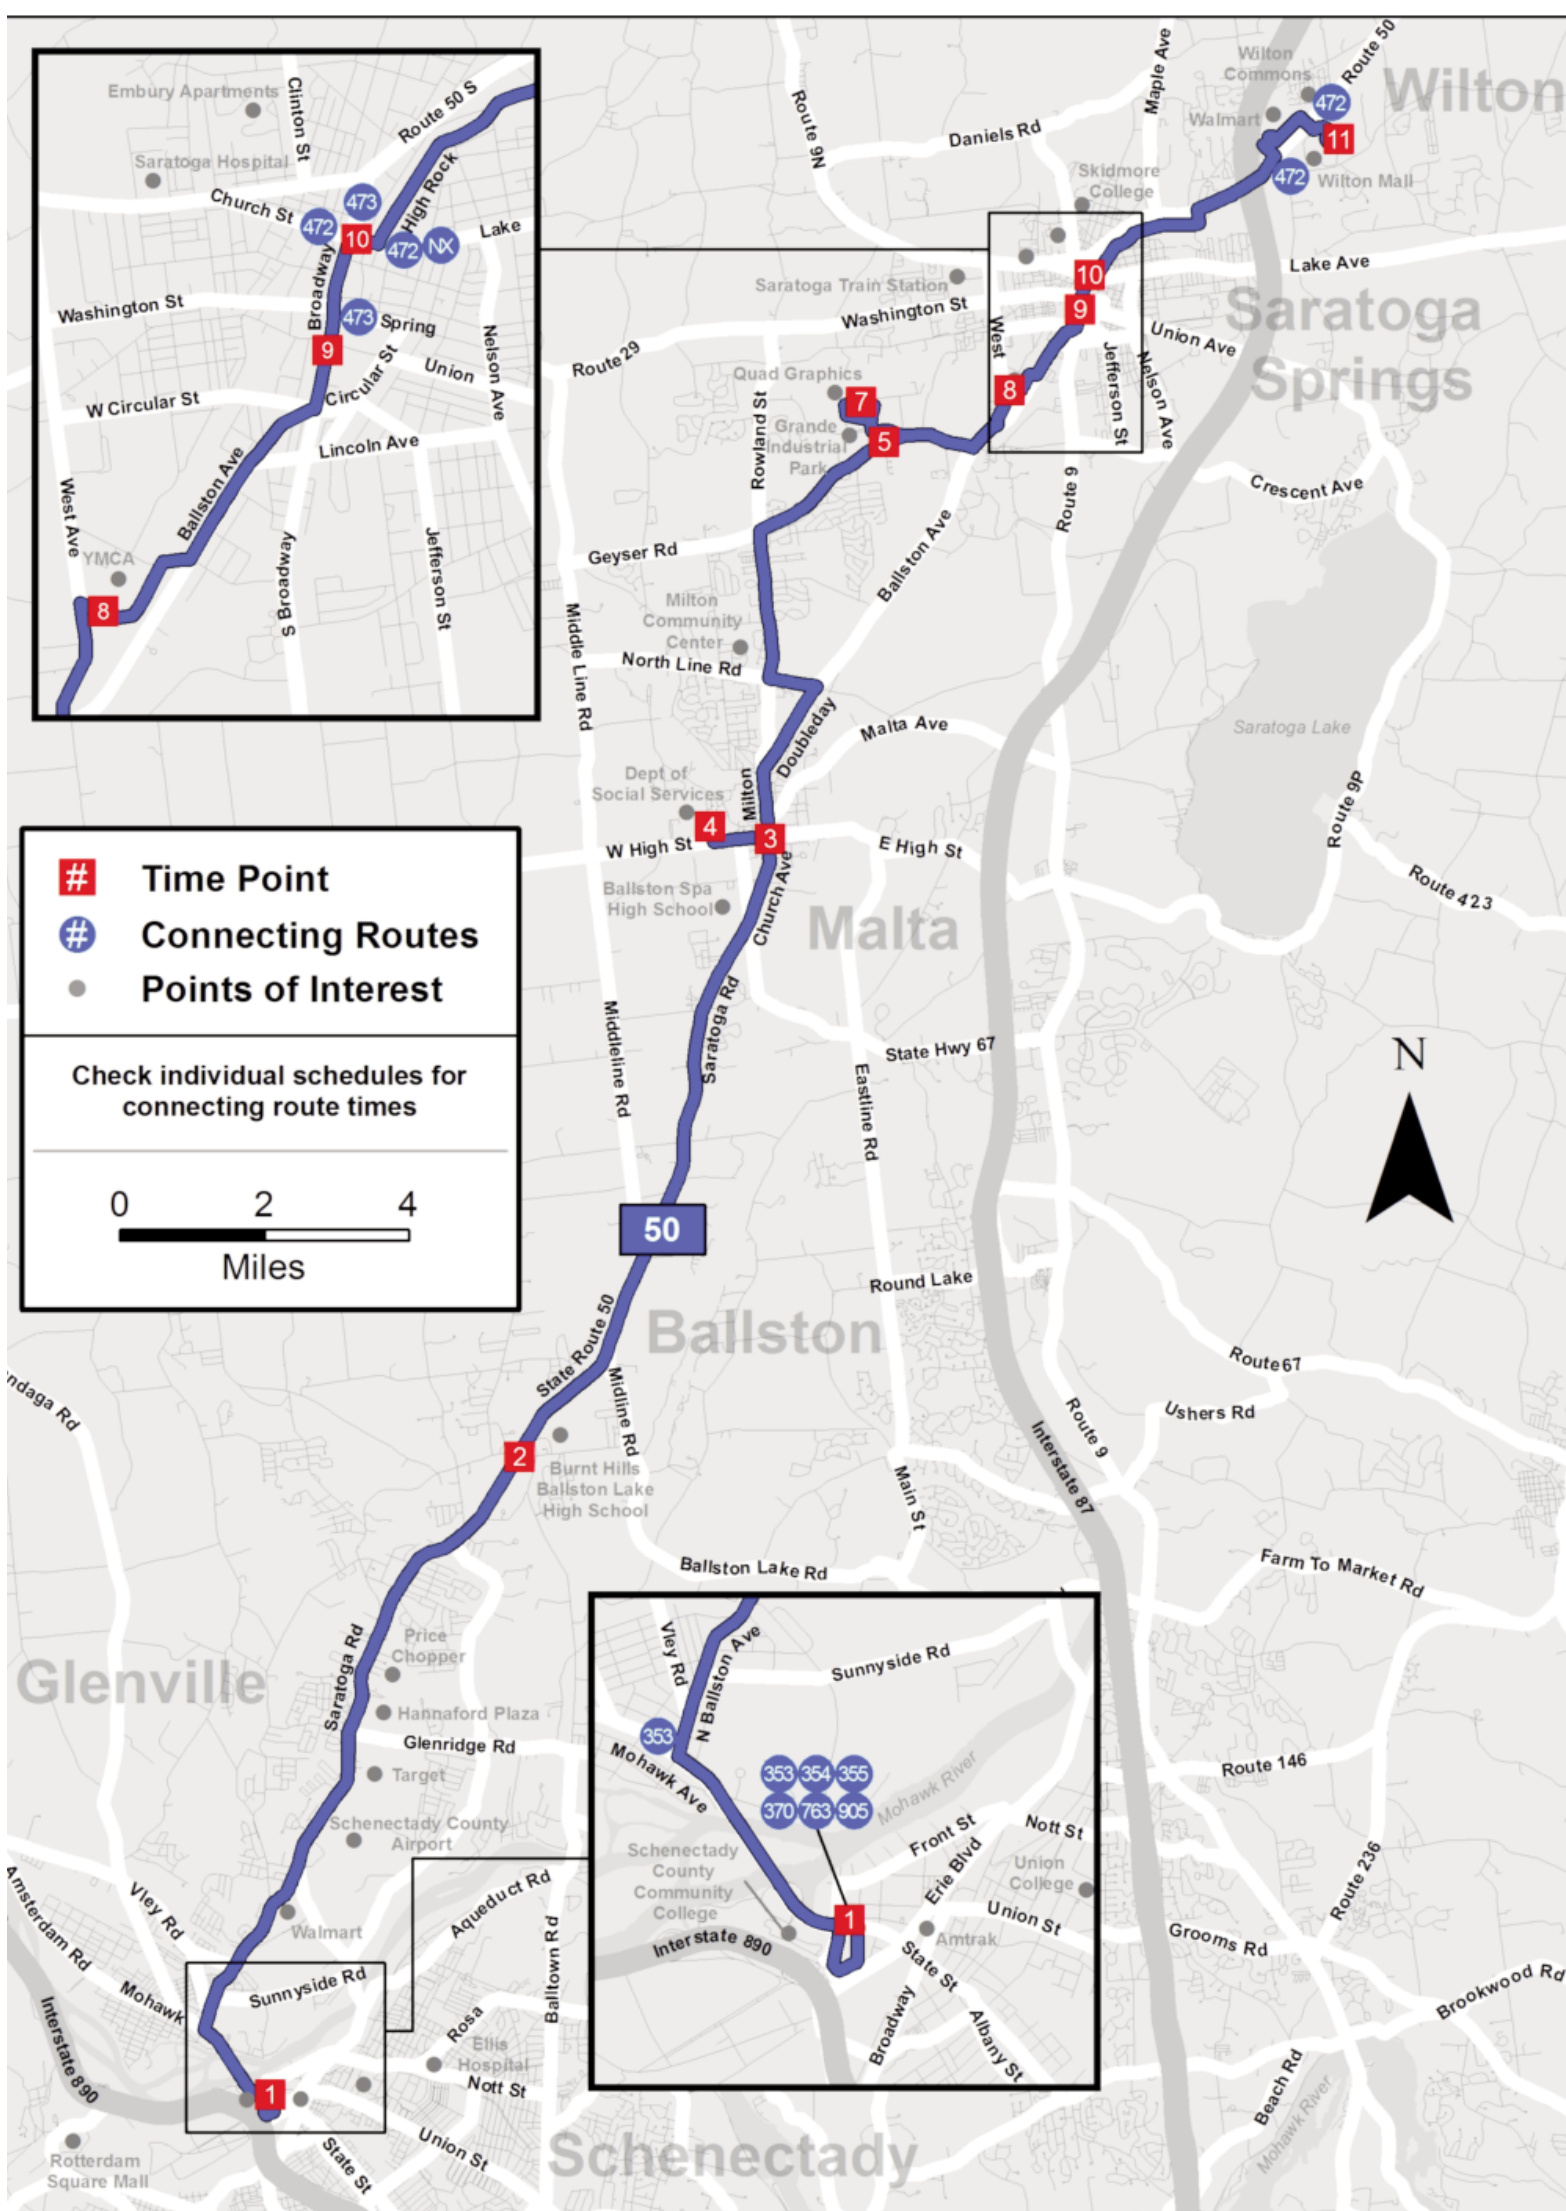 Embury Apartments
Clinton St
Route 50 S
Saratoga Hospital
Church St
473
472
10
High Rock
472
NX
Lake
Broadway
Washington St
473
Spring
9
Nelson Ave
Union
Circular St
W Circular St
Lincoln Ave
Ballston Ave
West Ave
YMCA
8
S Broadway
Jefferson St
Route 9N
Daniels Rd
Maple Ave
Wilton
Commons
Route 50
Wilton
472
Walmart
11
Skidmore
College
472
Wilton Mall
Lake Ave
Saratoga Train Station
10
Washington St
9
West
Union Ave
Saratoga
Springs
Route 29
Jefferson St
Nelson Ave
Quad Graphics
7
8
Rowland St
Grande
Industrial
Park
5
Route 9
Crescent Ave
Geyser Rd
Ballston Ave
Milton
Community
Center
Middle Line Rd
North Line Rd
Doubleday
Malta Ave
Saratoga Lake
Dept of
Social Services
Milton
4
3
W High St
E High St
Route 9P
Ballston Spa
High School
Church Ave
Malta
Route 423
# Time Point
# Connecting Routes
Points of Interest
Check individual schedules for
connecting route times
0 2 4
Miles
Saratoga Rd
Middleline Rd
State Hwy 67
Eastline Rd
N
50
Round Lake
State Route 50
Ballston
Route 67
ndaga Rd
Midline Rd
Route 9
Ushers Rd
Interstate 87
2
Burnt Hills
Ballston Lake
High School
Main St
Ballston Lake Rd
Farm To Market Rd
Saratoga Rd
Price
Chopper
Glenville
Hannaford Plaza
Glenridge Rd
Target
Schenectady County
Airport
Vley Rd
N Ballston Ave
Sunnyside Rd
353
Mohawk Ave
353 354 355
370 763 905
Mohawk River
Schenectady
County
Community
College
Front St
Erie Blvd
Nott St
Union
College
1
Union St
Amtrak
Interstate 890
State St
Broadway
Albany St
Route 146
Route 236
Grooms Rd
Brookwood Rd
Beach Rd
Mohawk River
Amsterdam Rd
Vley Rd
Aqueduct Rd
Walmart
Sunnyside Rd
Mohawk
Balltown Rd
Interstate 890
Rosa
Ellis
Hospital
Nott St
1
Rotterdam
Square Mall
State St
Union St
Schenectady